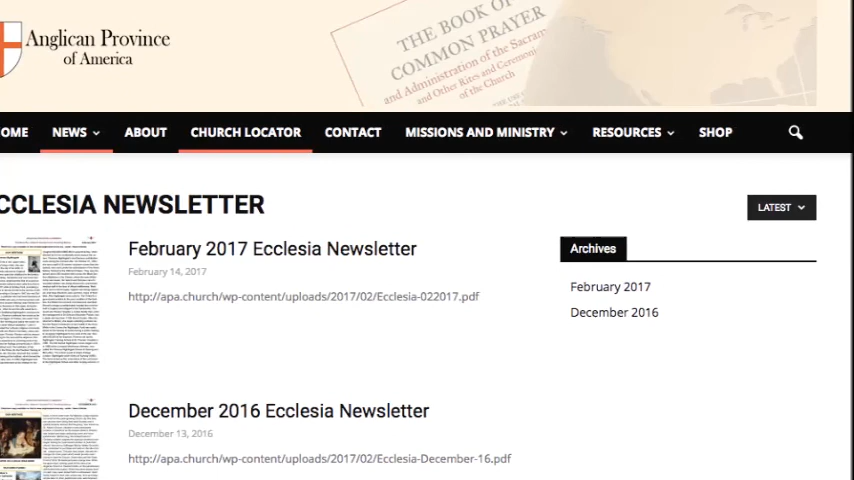 Anglican Province
of America
THE BOOK OF
COMMON PRAYER
and Administration of the Sacram
and Other Rites and Ceremoni
of the Church
OME NEWS ABOUT CHURCH LOCATOR CONTACT MISSIONS AND MINISTRY RESOURCES SHOP
CCLESIA NEWSLETTER
LATEST
February 2017 Ecclesia Newsletter
February 14, 2017
http://apa.church/wp-content/uploads/2017/02/Ecclesia-022017.pdf
Archives
February 2017
December 2016
December 2016 Ecclesia Newsletter
December 13, 2016
http://apa.church/wp-content/uploads/2017/02/Ecclesia-December-16.pdf